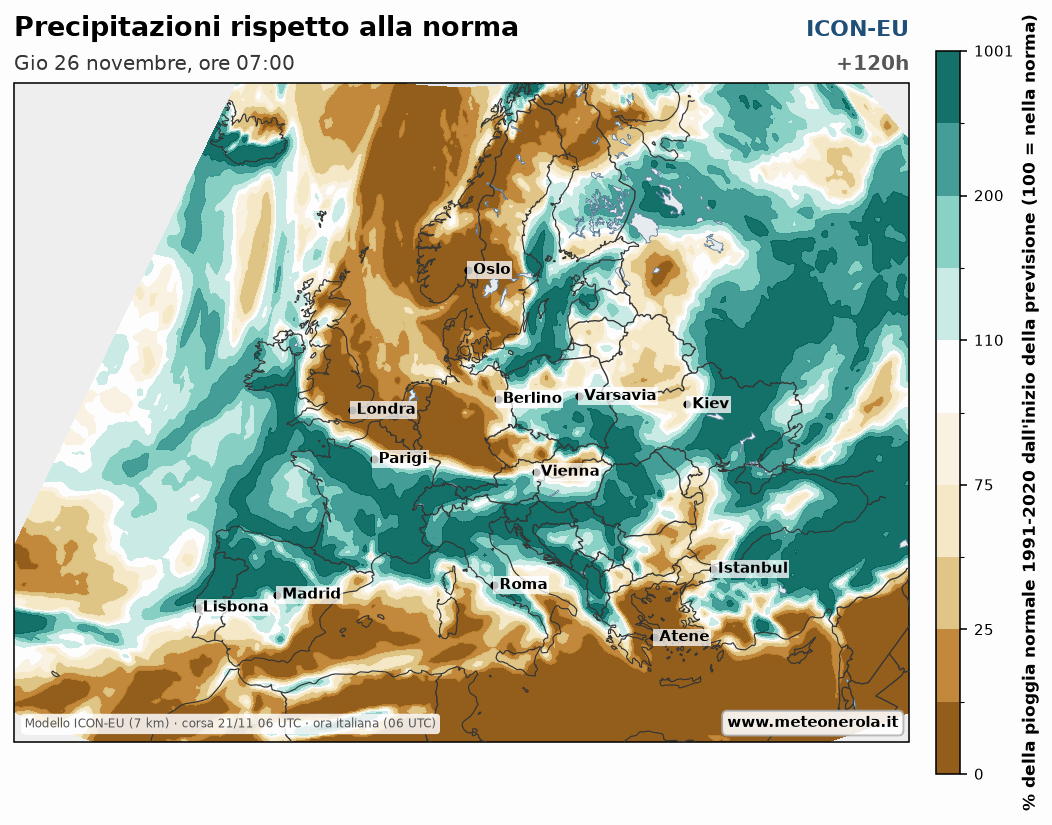 Precipitazioni rispetto alla norma
ICON-EU
Gio 26 novembre, ore 07:00
+120h
Oslo
Berlino
Varsavia
Kiev
Londra
Parigi
Vienna
Istanbul
Roma
Madrid
Lisbona
Atene
Modello ICON-EU (7 km) · corsa 21/11 06 UTC · ora italiana (06 UTC)
www.meteonerola.it
1001
200
110
75
25
0
% della pioggia normale 1991-2020 dall'inizio della previsione (100 = nella norma)